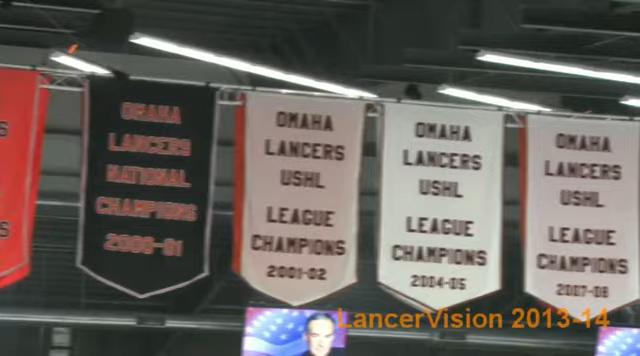 OMAHA
LANCERS
NATIONAL
CHAMPIONS
2000-01
OMAHA
LANCERS
USHL
LEAGUE
CHAMPIONS
2001-02
OMAHA
LANCERS
USHL
LEAGUE
CHAMPIONS
2004-05
OMAHA
LANCERS
USHL
LEAGUE
CHAMPIONS
2007-08
LancerVision 2013-14